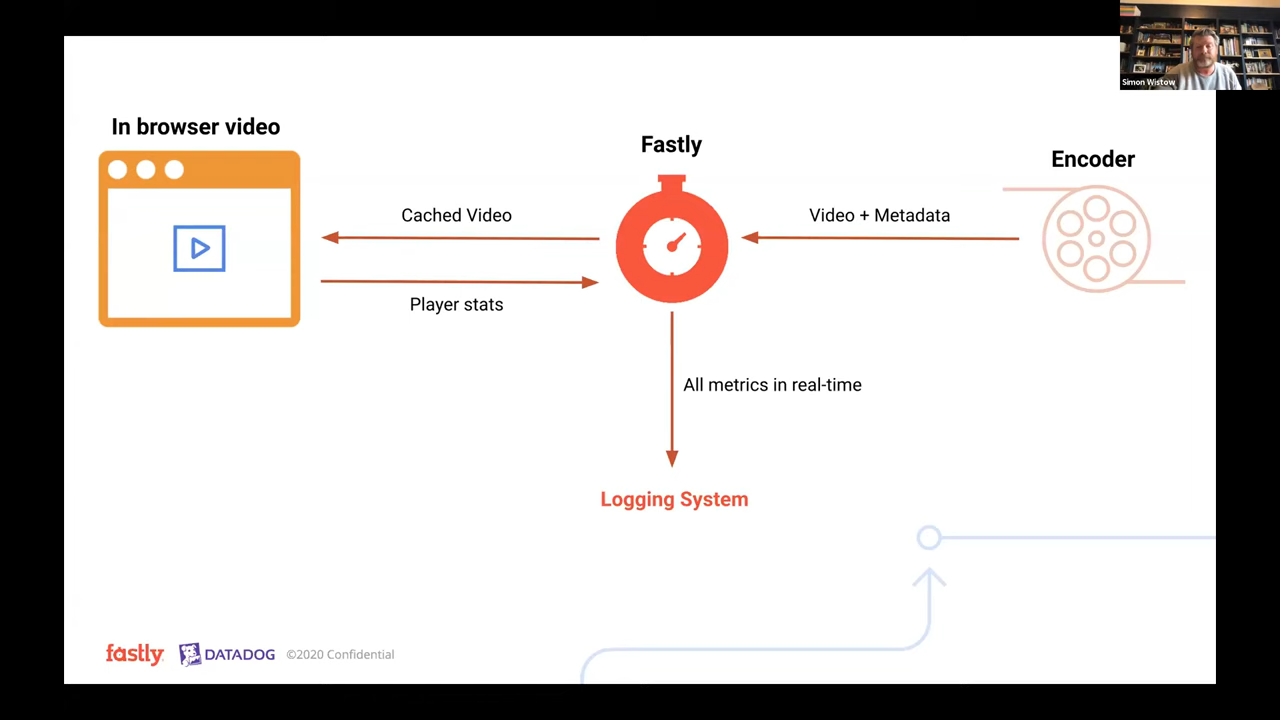 Simon Wistow
In browser video
Fastly
Encoder
Cached Video
Video + Metadata
Player stats
All metrics in real-time
Logging System
fastly
DATADOG
©2020 Confidential